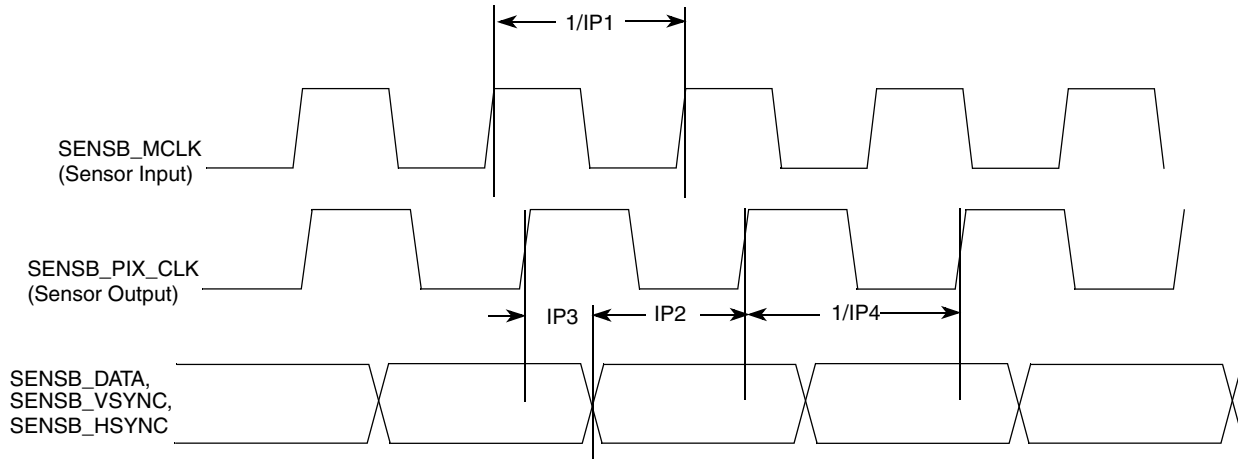 1/IP1
SENSB_MCLK
(Sensor Input)
SENSB_PIX_CLK
(Sensor Output)
IP3
IP2
1/IP4
SENSB_DATA,
SENSB_VSYNC,
SENSB_HSYNC